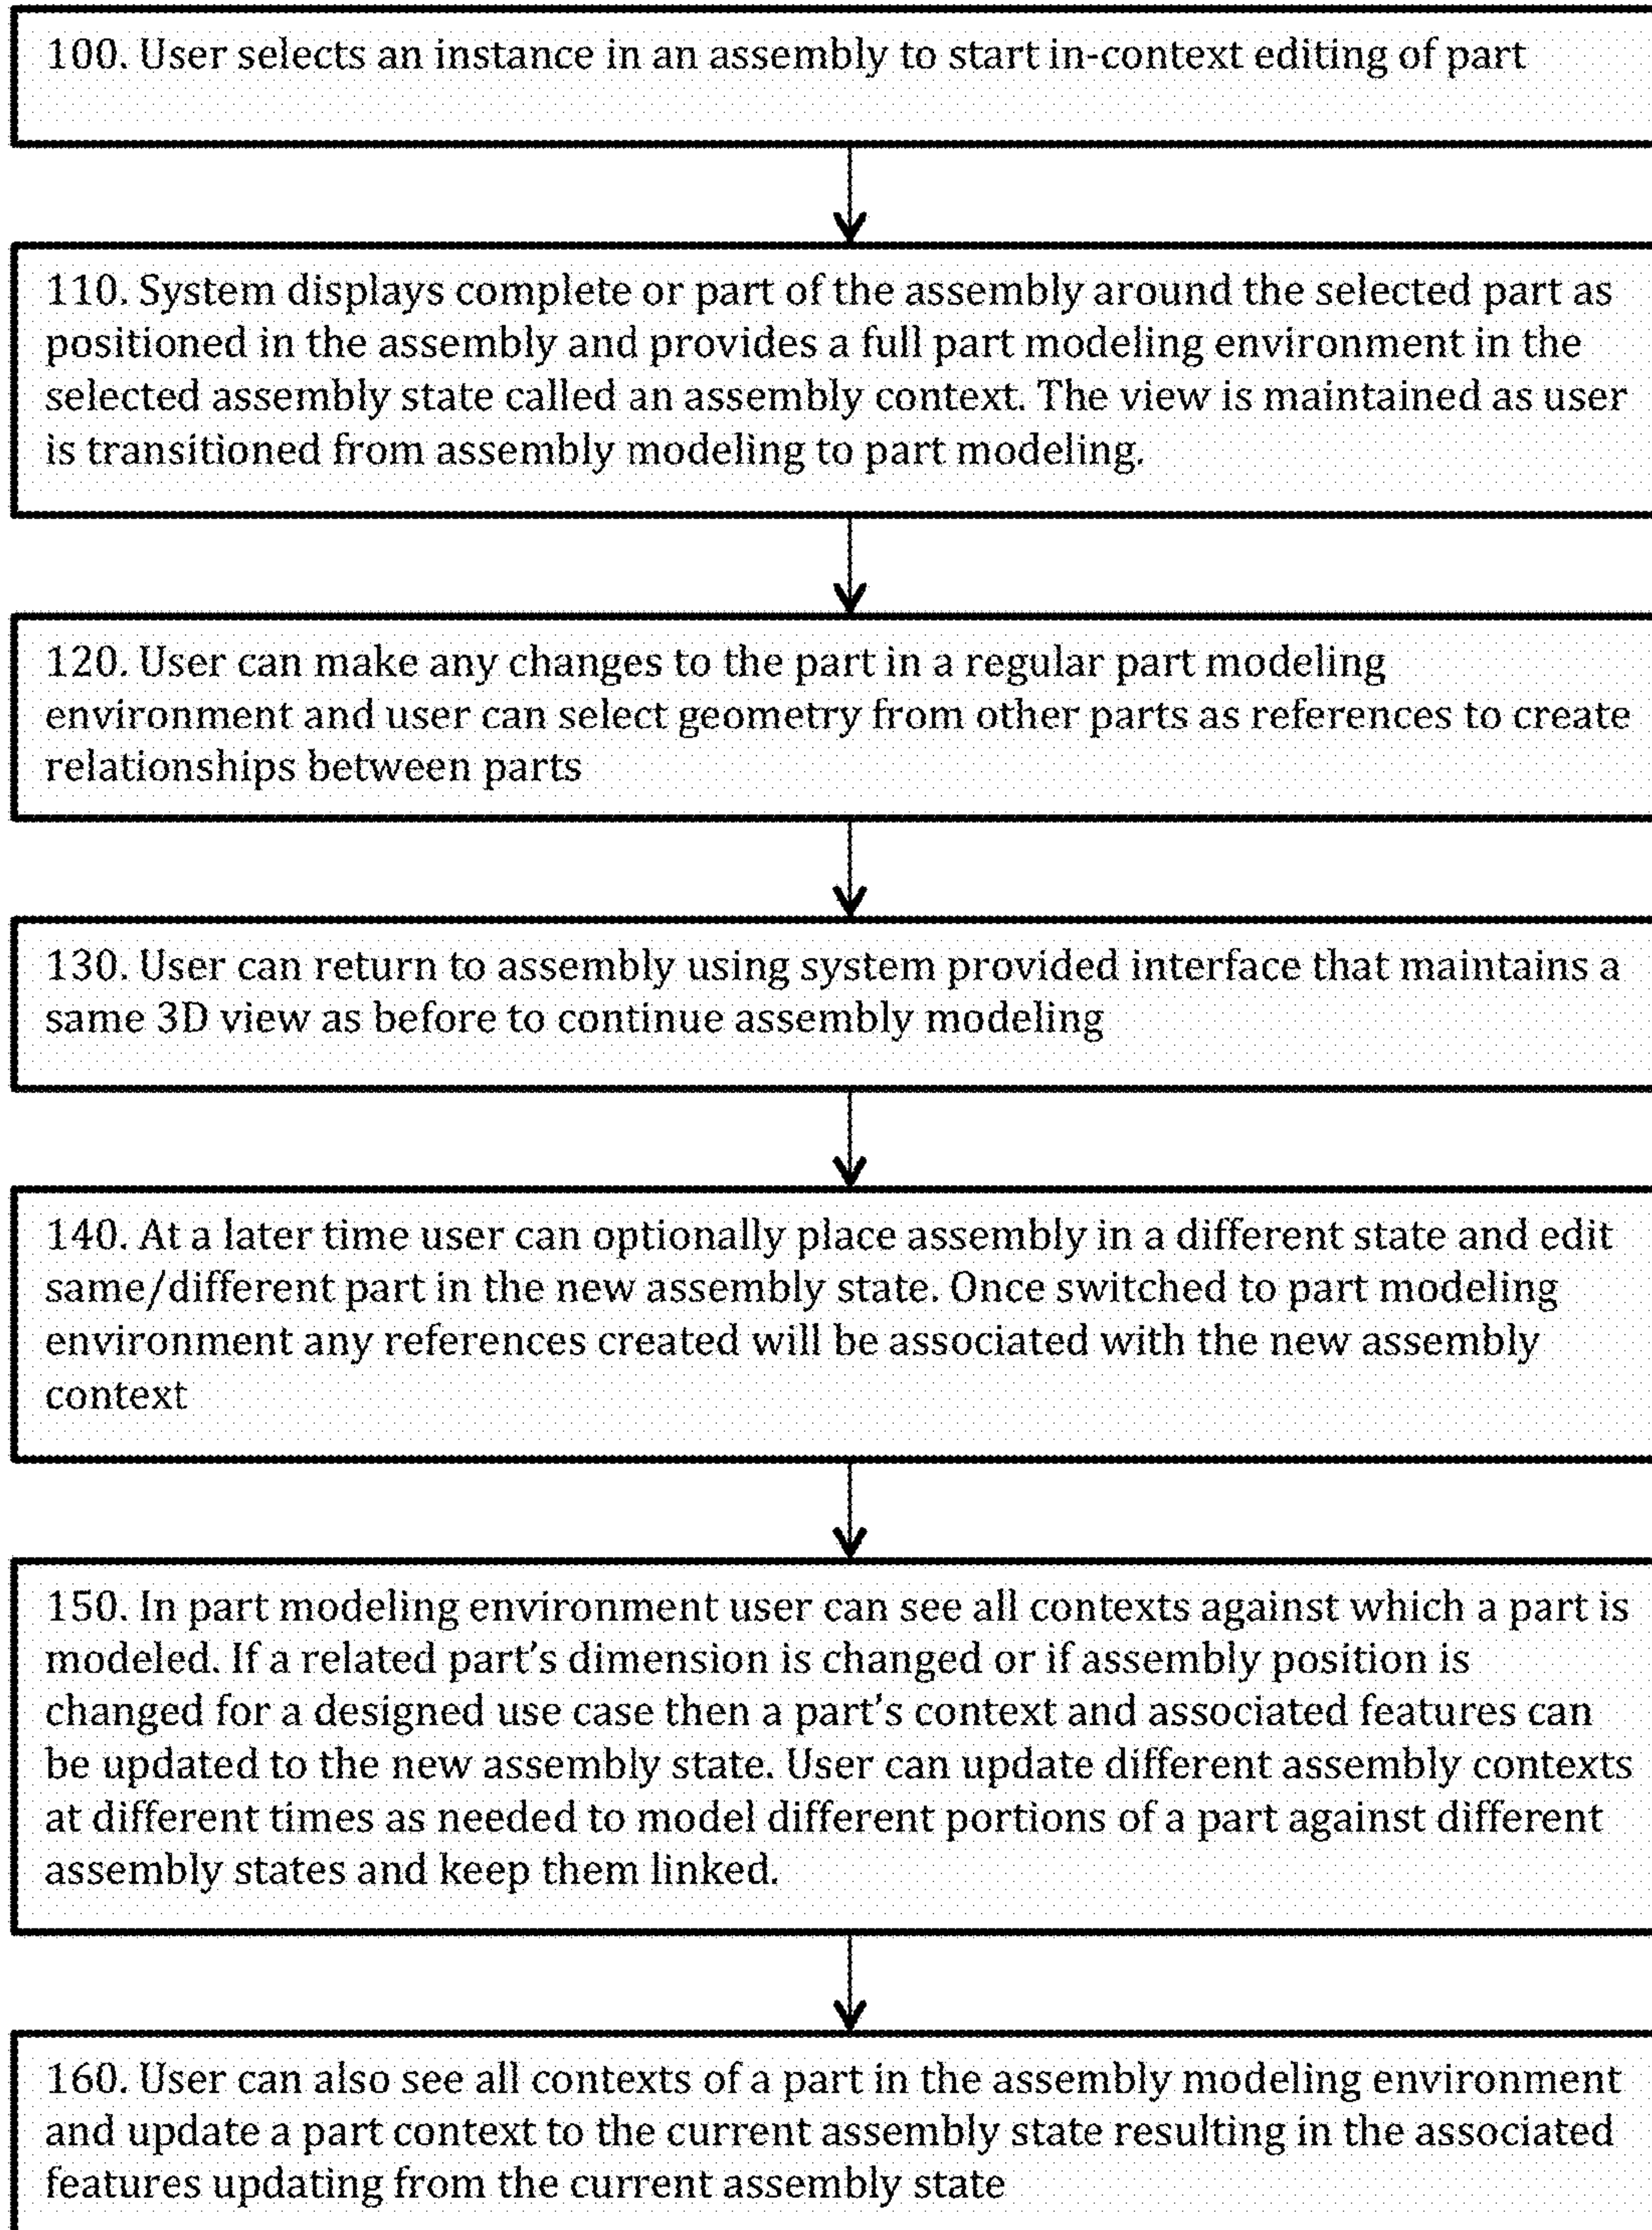 100. User selects an instance in an assembly to start in-context editing of part
110. System displays complete or part of the assembly around the selected part as
positioned in the assembly and provides a full part modeling environment in the
selected assembly state called an assembly context. The view is maintained as user
is transitioned from assembly modeling to part modeling.
120. User can make any changes to the part in a regular part modeling
environment and user can select geometry from other parts as references to create
relationships between parts
130. User can return to assembly using system provided interface that maintains a
same 3D view as before to continue assembly modeling
140. At a later time user can optionally place assembly in a different state and edit
same/different part in the new assembly state. Once switched to part modeling
environment any references created will be associated with the new assembly
context
150. In part modeling environment user can see all contexts against which a part is
modeled. If a related part's dimension is changed or if assembly position is
changed for a designed use case then a part's context and associated features can
be updated to the new assembly state. User can update different assembly contexts
at different times as needed to model different portions of a part against different
assembly states and keep them linked.
160. User can also see all contexts of a part in the assembly modeling environment
and update a part context to the current assembly state resulting in the associated
features updating from the current assembly state